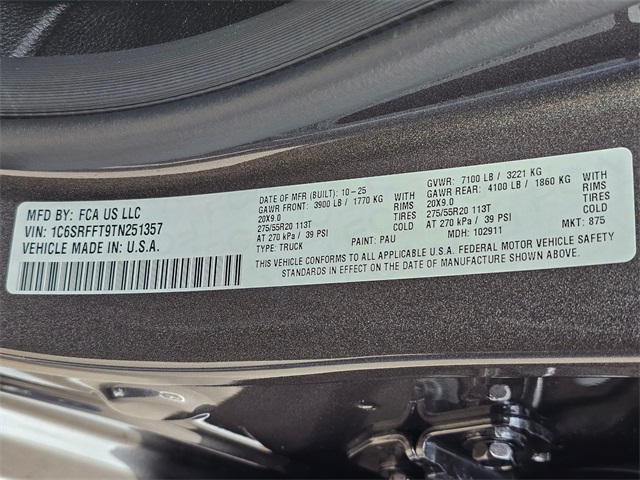 MFD BY: FCA US LLC
VIN: 1C6SRFFT9TN251357
VEHICLE MADE IN U.S.A.
DATE OF MFR (BUILT): 10-25
GAWR FRONT: 3900 LB / 1770 KG
20X9.0 WITH RIMS
275/55R20 113T TIRES
AT 270 kPa / 39 PSI COLD
TYPE: TRUCK PAINT: PAU
GVWR: 7100 LB / 3221 KG
GAWR REAR: 4100 LB / 1860 KG
20X9.0 WITH RIMS
275/55R20 113T TIRES
AT 270 kPa / 39 PSI COLD
MDH: 102911 MKT: 875
THIS VEHICLE CONFORMS TO ALL APPLICABLE U.S.A. FEDERAL MOTOR VEHICLE SAFETY
STANDARDS IN EFFECT ON THE DATE OF MANUFACTURE SHOWN ABOVE.